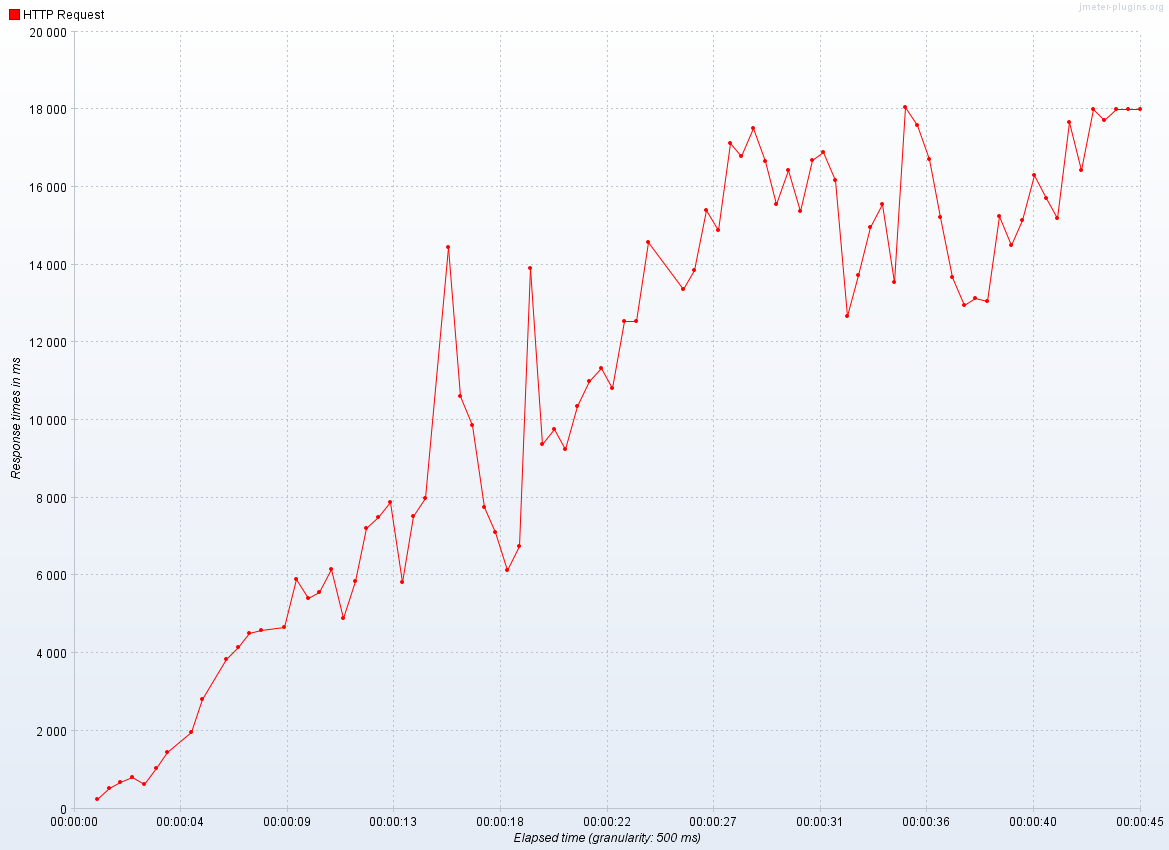 jmeter-plugins.org
HTTP Request
20 000
18 000
16 000
14 000
12 000
10 000
8 000
6 000
4 000
2 000
0
Response times in ms
00:00:00 00:00:04 00:00:09 00:00:13 00:00:18 00:00:22 00:00:27 00:00:31 00:00:36 00:00:40 00:00:45
Elapsed time (granularity: 500 ms)